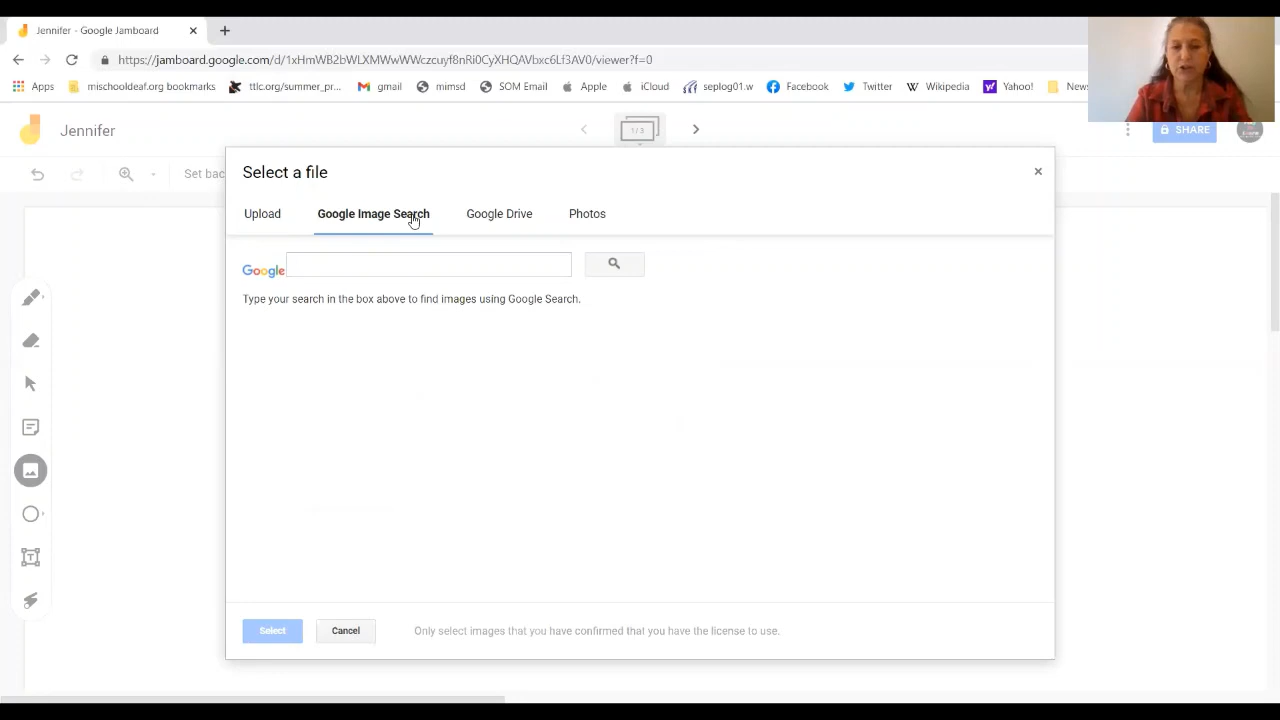 Jennifer - Google Jamboard
https://jamboard.google.com/d/1xHmWB2bWLXMWwWWczcuyf8nRi0CyXHQAVbxc6Lf3AV0/viewer?f=0
Apps mischooldeaf.org bookmarks ttlc.org/summer_pr... gmail mimsd SOM Email Apple iCloud seplog01.w Facebook Twitter Wikipedia Yahoo! News
Jennifer 1/3 SHARE
Set bac
Select a file
Upload Google Image Search Google Drive Photos
Google
Type your search in the box above to find images using Google Search.
Select Cancel Only select images that you have confirmed that you have the license to use.